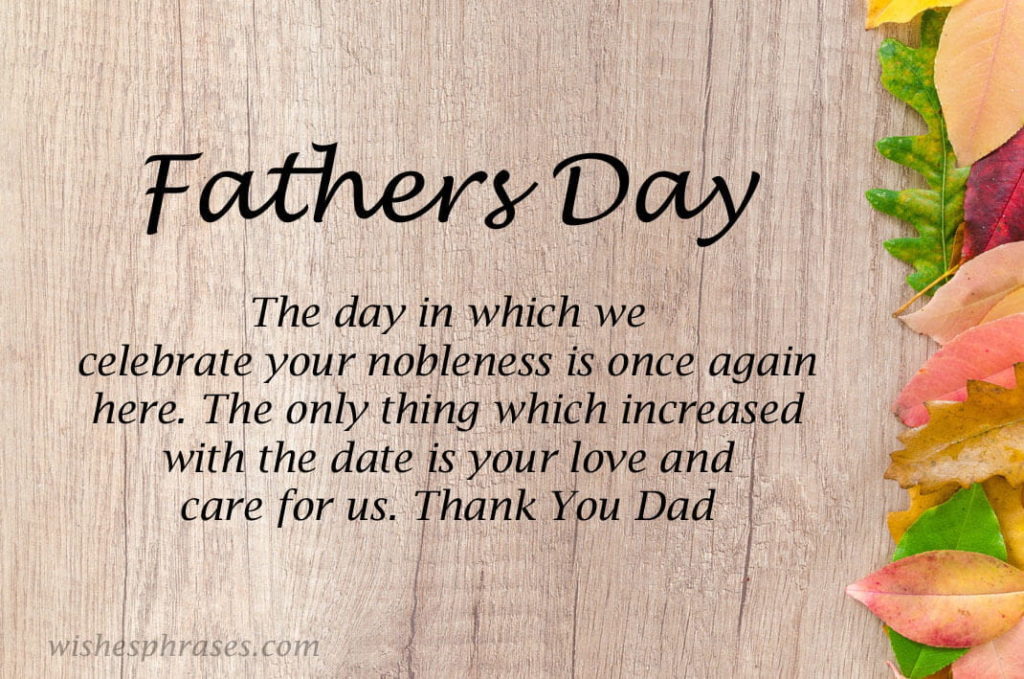 Fathers Day
The day in which we
celebrate your nobleness is once again
here. The only thing which increased
with the date is your love and
care for us. Thank You Dad
wishesphrases.com